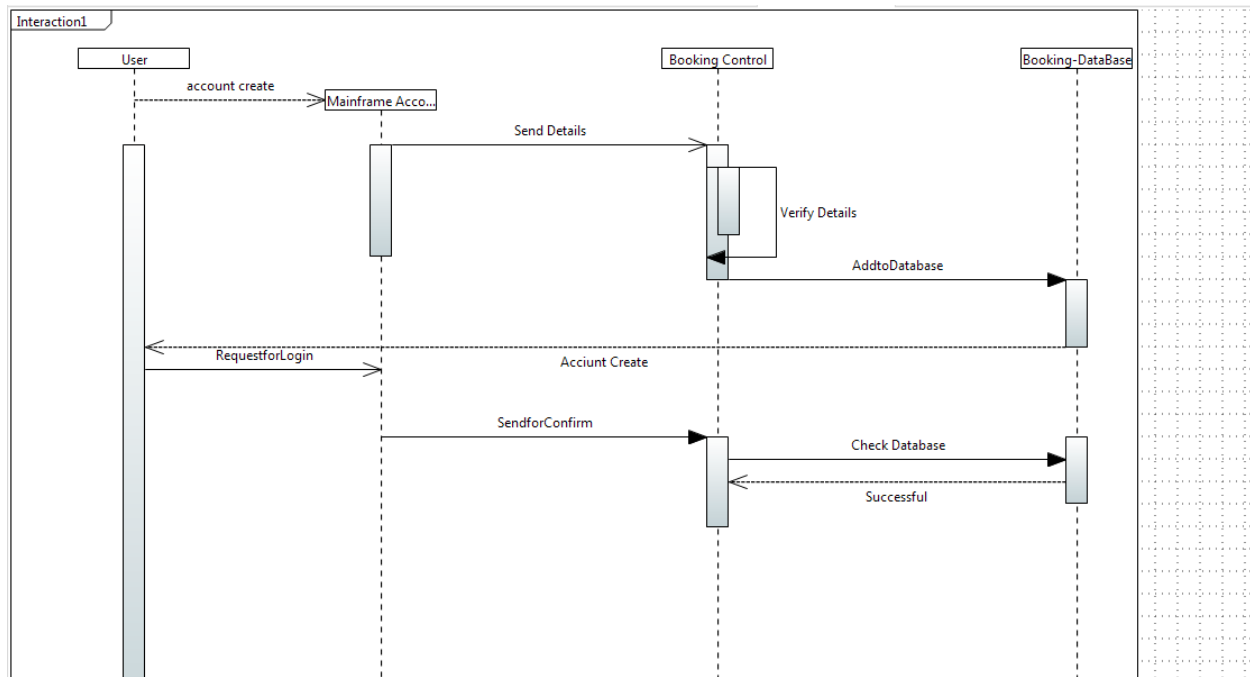 Interaction1
User
Booking Control
Booking-DataBase
account create
Mainframe Acco...
Send Details
Verify Details
AddtoDatabase
RequestforLogin
Acciunt Create
SendforConfirm
Check Database
Successful